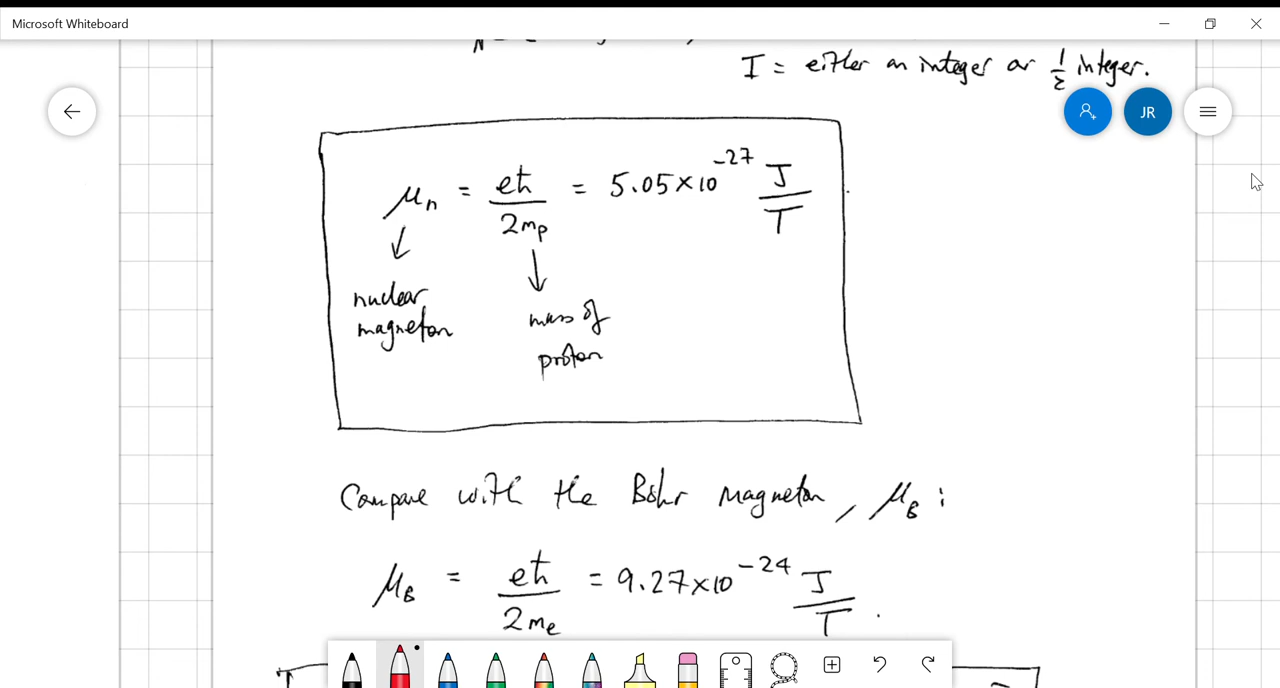 Microsoft Whiteboard
I = either an integer or 1/2 integer.
JR
μn = eħ/2mp = 5.05×10^-27 J/T
nuclear magneton
mass of proton
Compare with the Bohr magneton, μB :
μB = eħ/2me = 9.27×10^-24 J/T .